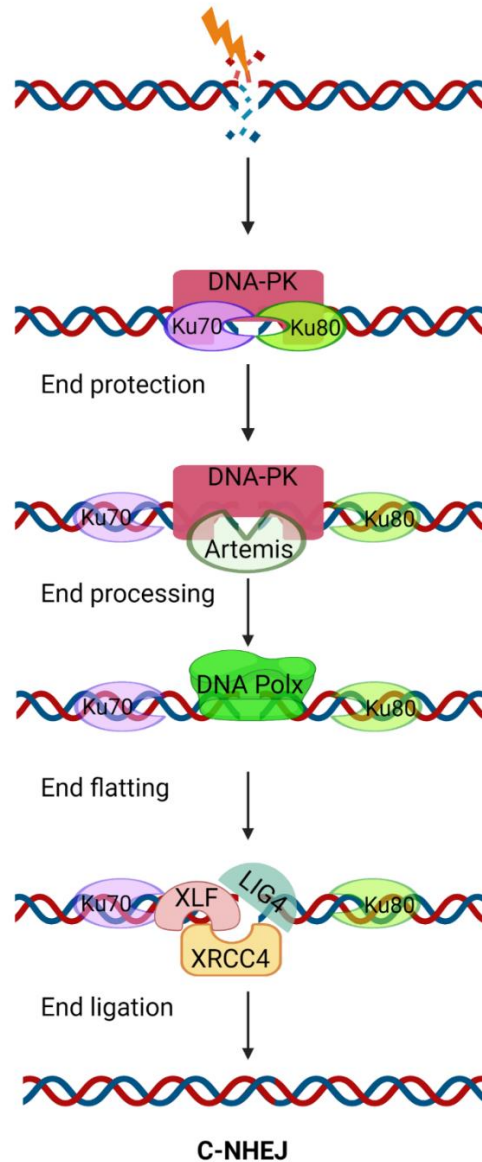 DNA-PK
Ku70
Ku80
End protection
DNA-PK
Ku70
Ku80
Artemis
End processing
DNA Polx
Ku70
Ku80
End flatting
Ku70
XLF
LIG4
Ku80
XRCC4
End ligation
C-NHEJ